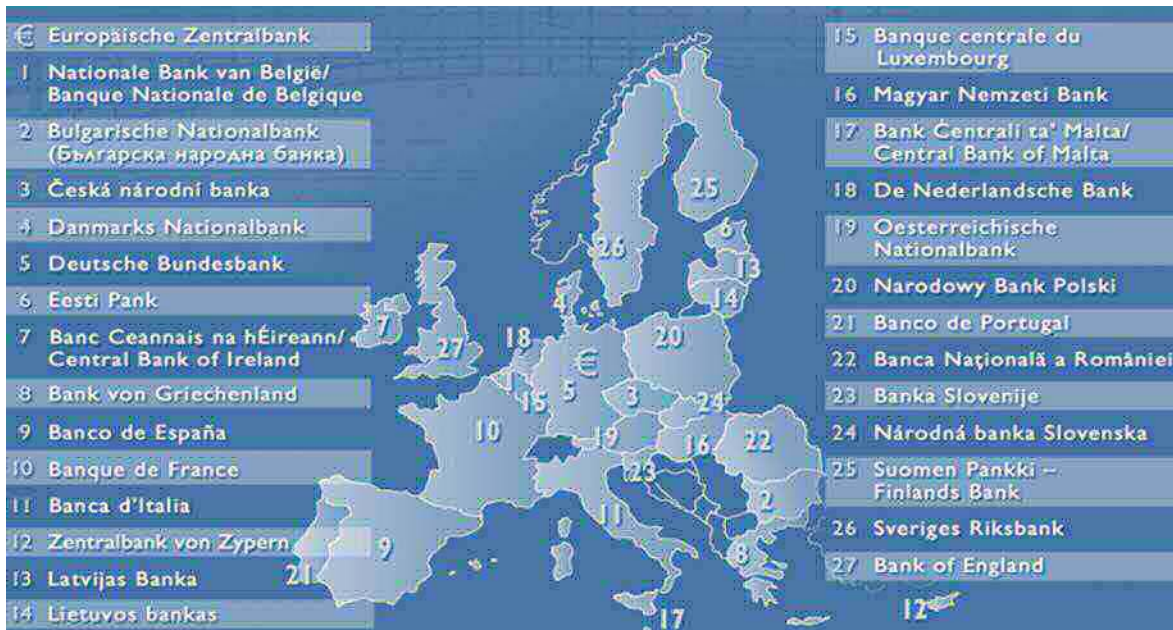 € Europäische Zentralbank
1 Nationale Bank van België/
Banque Nationale de Belgique
2 Bulgarische Nationalbank
(Българска народна банка)
3 Česká národní banka
4 Danmarks Nationalbank
5 Deutsche Bundesbank
6 Eesti Pank
7 Banc Ceannais na hÉireann/
Central Bank of Ireland
8 Bank von Griechenland
9 Banco de España
10 Banque de France
11 Banca d'Italia
12 Zentralbank von Zypern
13 Latvijas Banka
14 Lietuvos bankas
25
6
26
13
4
14
7
18
20
27
€
1
5
3
15
24
10
19
16
22
23
2
11
9
8
21
17
12
15 Banque centrale du
Luxembourg
16 Magyar Nemzeti Bank
17 Bank Ċentrali ta' Malta/
Central Bank of Malta
18 De Nederlandsche Bank
19 Oesterreichische
Nationalbank
20 Narodowy Bank Polski
21 Banco de Portugal
22 Banca Naţională a României
23 Banka Slovenije
24 Národná banka Slovenska
25 Suomen Pankki –
Finlands Bank
26 Sveriges Riksbank
27 Bank of England